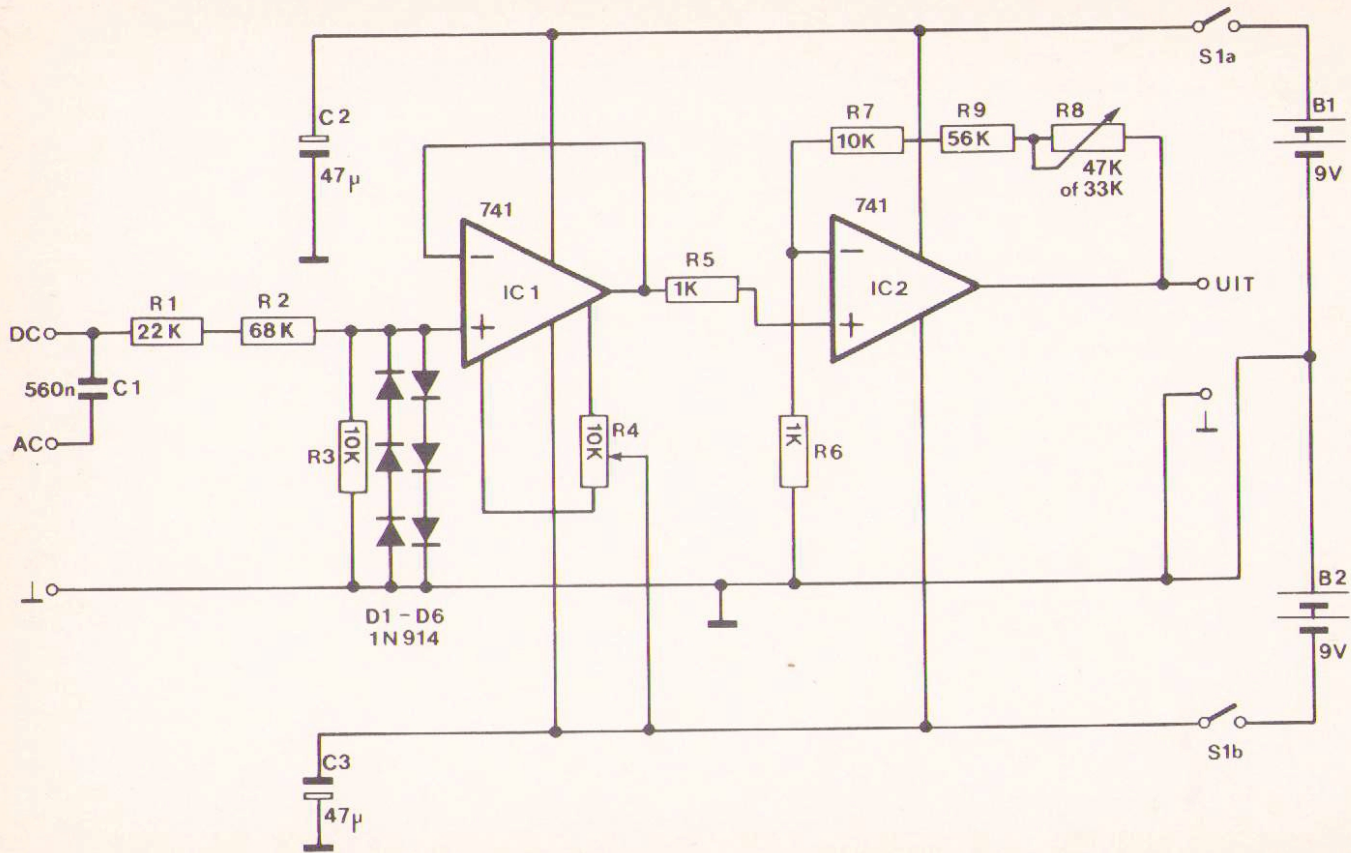 S1a
C2
47µ
R7
10K
R9
56K
R8
47K
of 33K
B1
9V
741
−
+
IC1
R5
1K
741
−
+
IC2
UIT
R1
22K
R2
68K
DC
560n
C1
AC
R3
10K
R4
10K
1K
R6
⊥
⊥
D1 – D6
1N914
B2
9V
S1b
C3
47µ